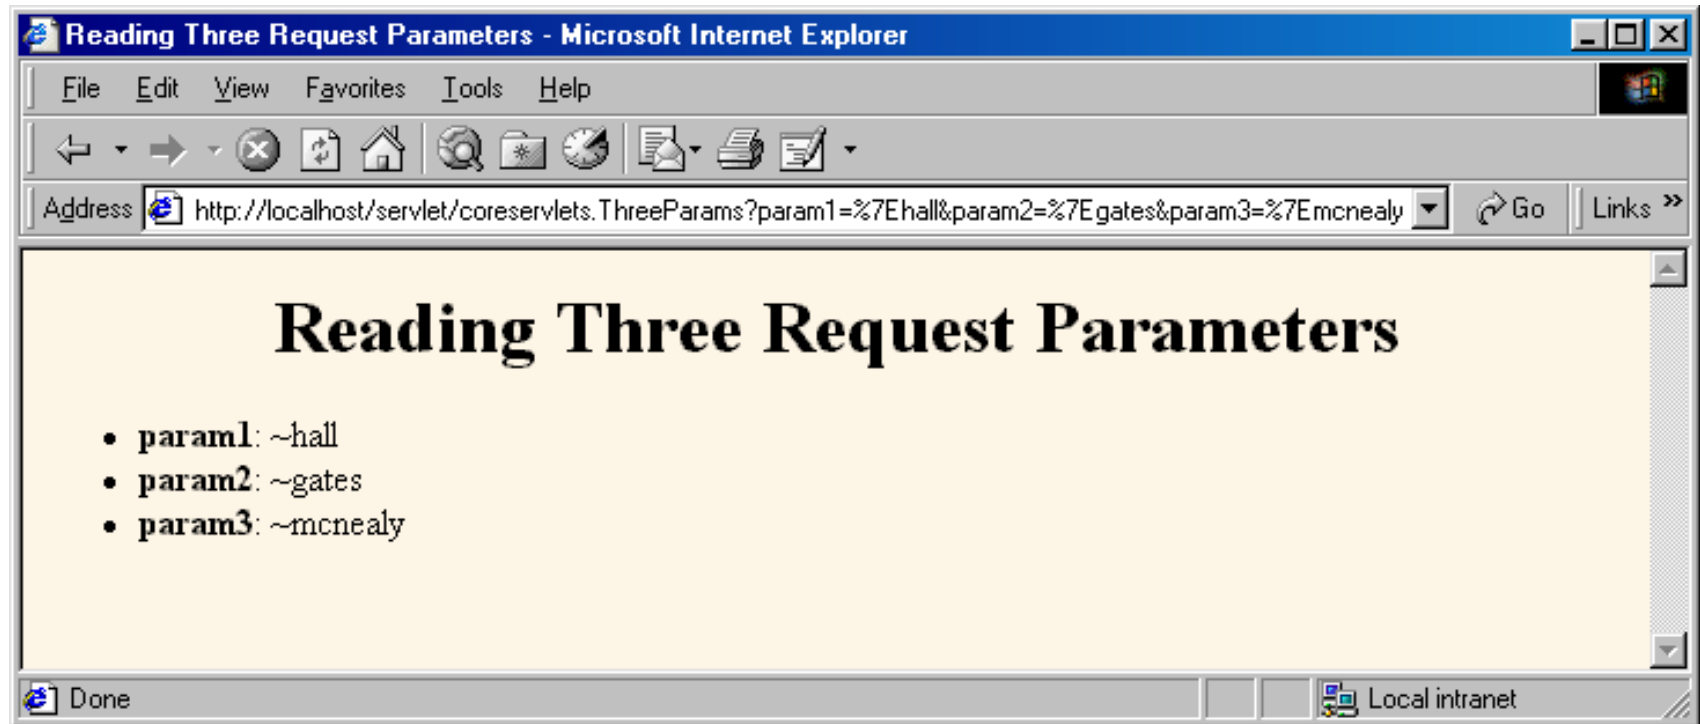 Reading Three Request Parameters - Microsoft Internet Explorer
File Edit View Favorites Tools Help
Address http://localhost/servlet/coreservlets.ThreeParams?param1=%7Ehall&param2=%7Egates&param3=%7Emcnealy Go Links »
Reading Three Request Parameters
• param1: ~hall
• param2: ~gates
• param3: ~mcnealy
Done Local intranet